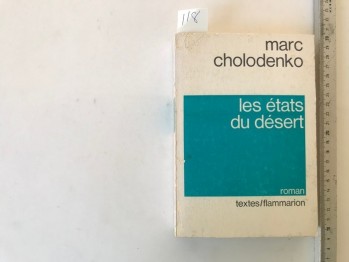 118
marc
cholodenko
les états
du désert
roman
textes/flammarion